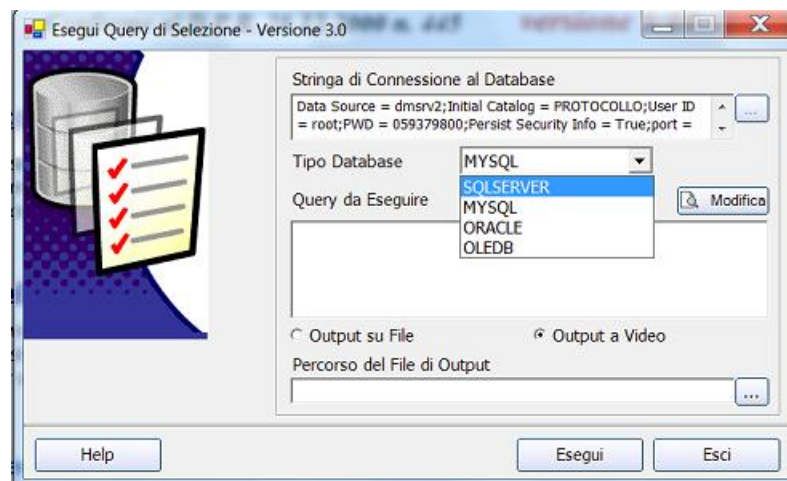 Esegui Query di Selezione - Versione 3.0
Stringa di Connessione al Database
Data Source = dmsrv2;Initial Catalog = PROTOCOLLO;User ID
= root;PWD = 059379800;Persist Security Info = True;port =
...
Tipo Database
MYSQL
SQLSERVER
MYSQL
ORACLE
OLEDB
Query da Eseguire
Modifica
Output su File
Output a Video
Percorso del File di Output
...
Help
Esegui
Esci